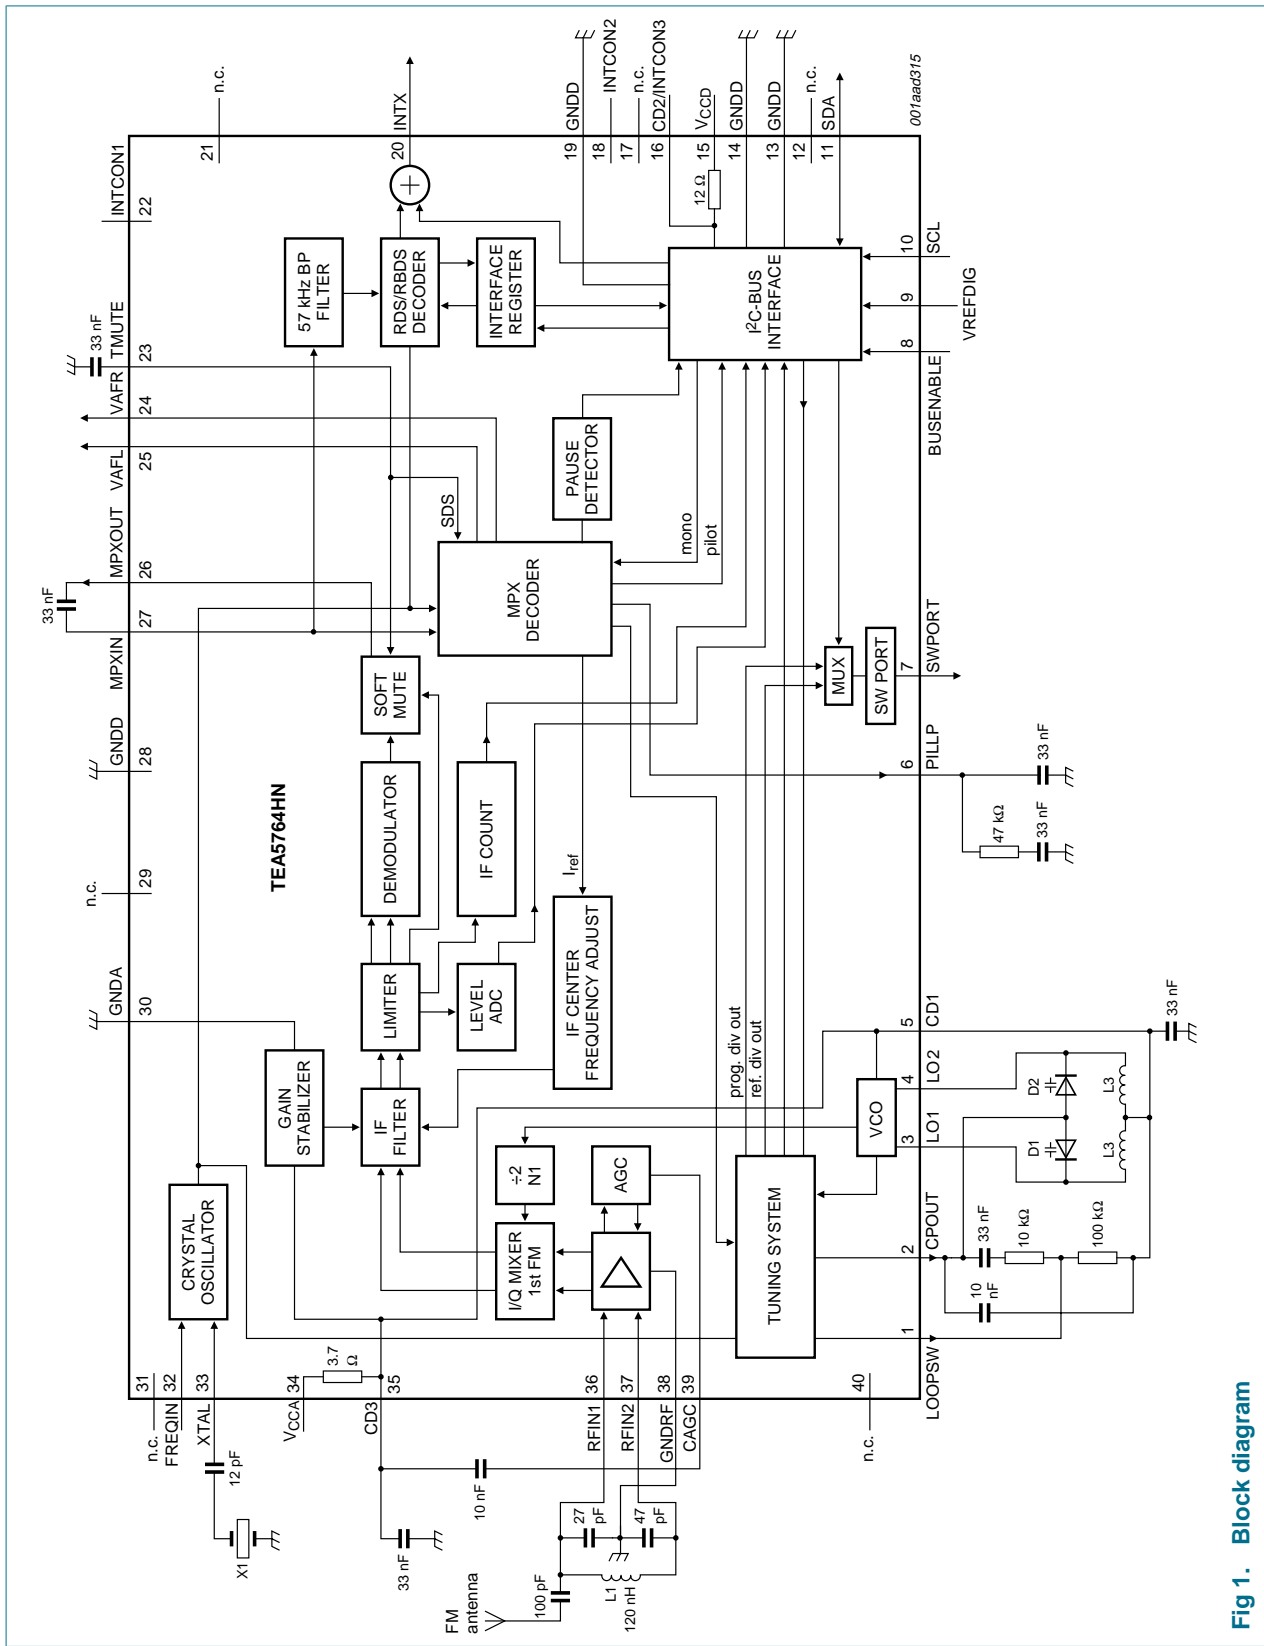 n.c.
21
INTCON1
22
20
INTX
57 kHz BP
FILTER
RDS/RBDS
DECODER
INTERFACE
REGISTER
19
GNDD
18
INTCON2
17
n.c.
16
CD2/INTCON3
15
VCCD
12 Ω
14
GNDD
13
GNDD
12
n.c.
11
SDA
001aad315
I2C-BUS
INTERFACE
10
SCL
9
VREFDIG
8
BUSENABLE
33 nF
TMUTE
23
VAFR
24
VAFL
25
MPXOUT
26
33 nF
27
MPXIN
GNDD
28
n.c.
29
GNDA
30
SDS
MPX
DECODER
PAUSE
DETECTOR
mono
pilot
SOFT
MUTE
DEMODULATOR
IF COUNT
TEA5764HN
LIMITER
LEVEL
ADC
Iref
IF CENTER
FREQUENCY ADJUST
MUX
SW PORT
7
SWPORT
6
PILLP
33 nF
47 kΩ
33 nF
GAIN
STABILIZER
IF
FILTER
prog. div out
ref. div out
÷2
N1
AGC
VCO
5
CD1
33 nF
4
LO2
3
LO1
D2
L3
D1
L3
CRYSTAL
OSCILLATOR
I/Q MIXER
1st FM
TUNING SYSTEM
2
CPOUT
33 nF
10 kΩ
100 kΩ
10
nF
1
LOOPSW
31
n.c.
32
FREQIN
33
XTAL
12 pF
X1
34
VCCA
3.7
Ω
35
CD3
33 nF
10 nF
36
RFIN1
37
RFIN2
38
GNDRF
39
CAGC
40
n.c.
27
pF
47
pF
100 pF
L1
120 nH
FM
antenna
Fig 1. Block diagram